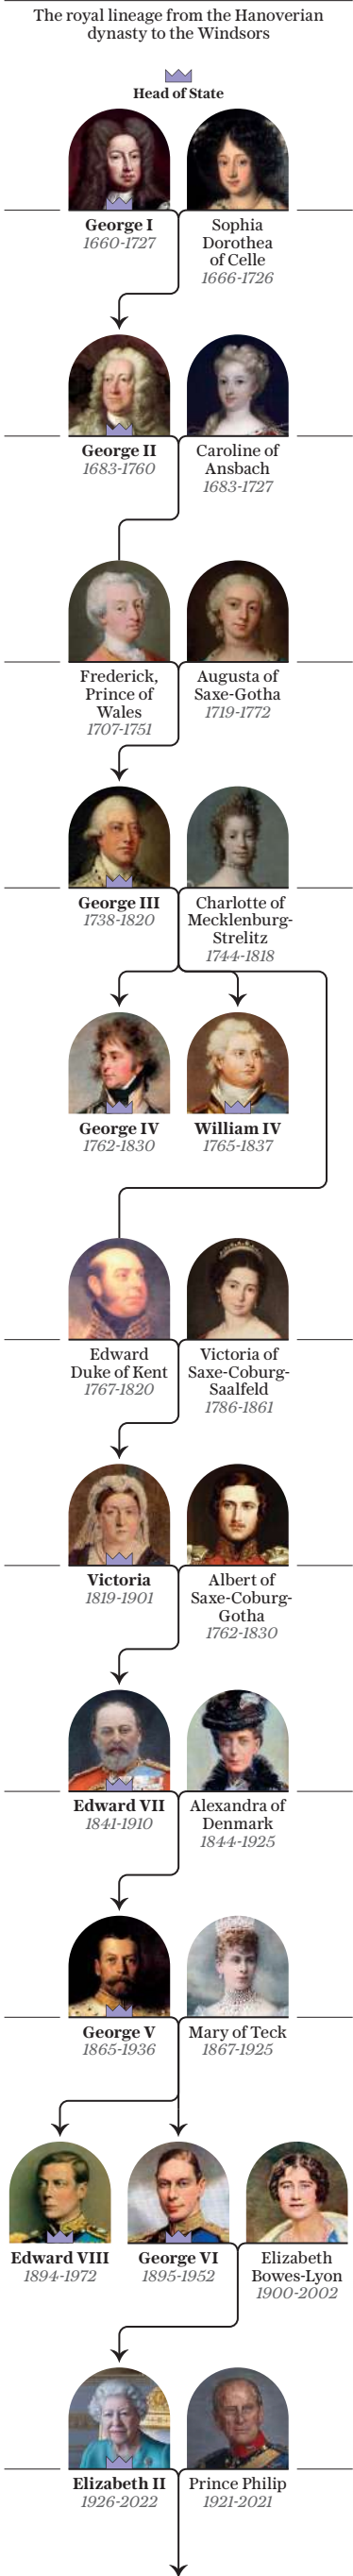 The royal lineage from the Hanoverian
dynasty to the Windsors
Head of State
George I
1660-1727
Sophia
Dorothea
of Celle
1666-1726
George II
1683-1760
Caroline of
Ansbach
1683-1727
Frederick,
Prince of
Wales
1707-1751
Augusta of
Saxe-Gotha
1719-1772
George III
1738-1820
Charlotte of
Mecklenburg-
Strelitz
1744-1818
George IV
1762-1830
William IV
1765-1837
Edward
Duke of Kent
1767-1820
Victoria of
Saxe-Coburg-
Saalfeld
1786-1861
Victoria
1819-1901
Albert of
Saxe-Coburg-
Gotha
1762-1830
Edward VII
1841-1910
Alexandra of
Denmark
1844-1925
George V
1865-1936
Mary of Teck
1867-1925
Edward VIII
1894-1972
George VI
1895-1952
Elizabeth
Bowes-Lyon
1900-2002
Elizabeth II
1926-2022
Prince Philip
1921-2021